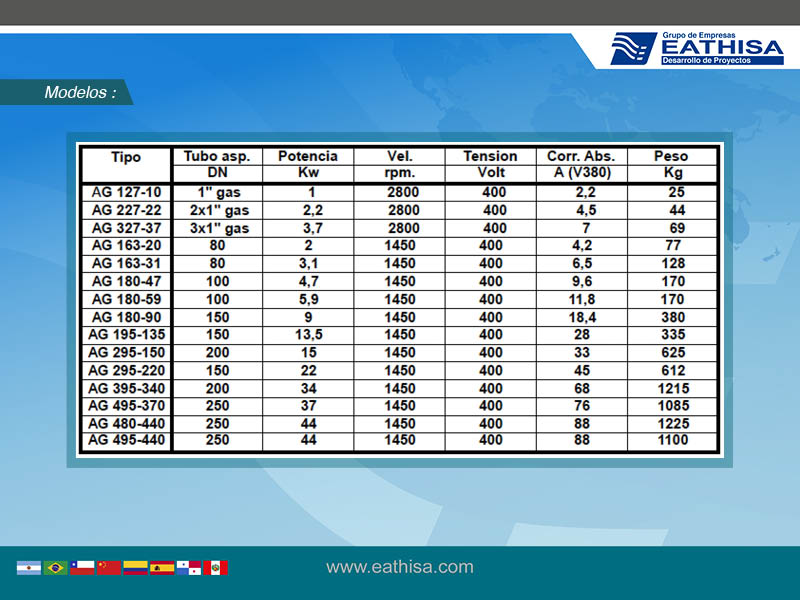 Grupo de Empresas
EATHISA
Desarrollo de Proyectos
Modelos :
Tipo Tubo asp. Potencia Vel. Tension Corr. Abs. Peso
DN Kw rpm. Volt A (V380) Kg
AG 127-10 1" gas 1 2800 400 2,2 25
AG 227-22 2x1" gas 2,2 2800 400 4,5 44
AG 327-37 3x1" gas 3,7 2800 400 7 69
AG 163-20 80 2 1450 400 4,2 77
AG 163-31 80 3,1 1450 400 6,5 128
AG 180-47 100 4,7 1450 400 9,6 170
AG 180-59 100 5,9 1450 400 11,8 170
AG 180-90 150 9 1450 400 18,4 380
AG 195-135 150 13,5 1450 400 28 335
AG 295-150 200 15 1450 400 33 625
AG 295-220 150 22 1450 400 45 612
AG 395-340 200 34 1450 400 68 1215
AG 495-370 250 37 1450 400 76 1085
AG 480-440 250 44 1450 400 88 1225
AG 495-440 250 44 1450 400 88 1100
www.eathisa.com